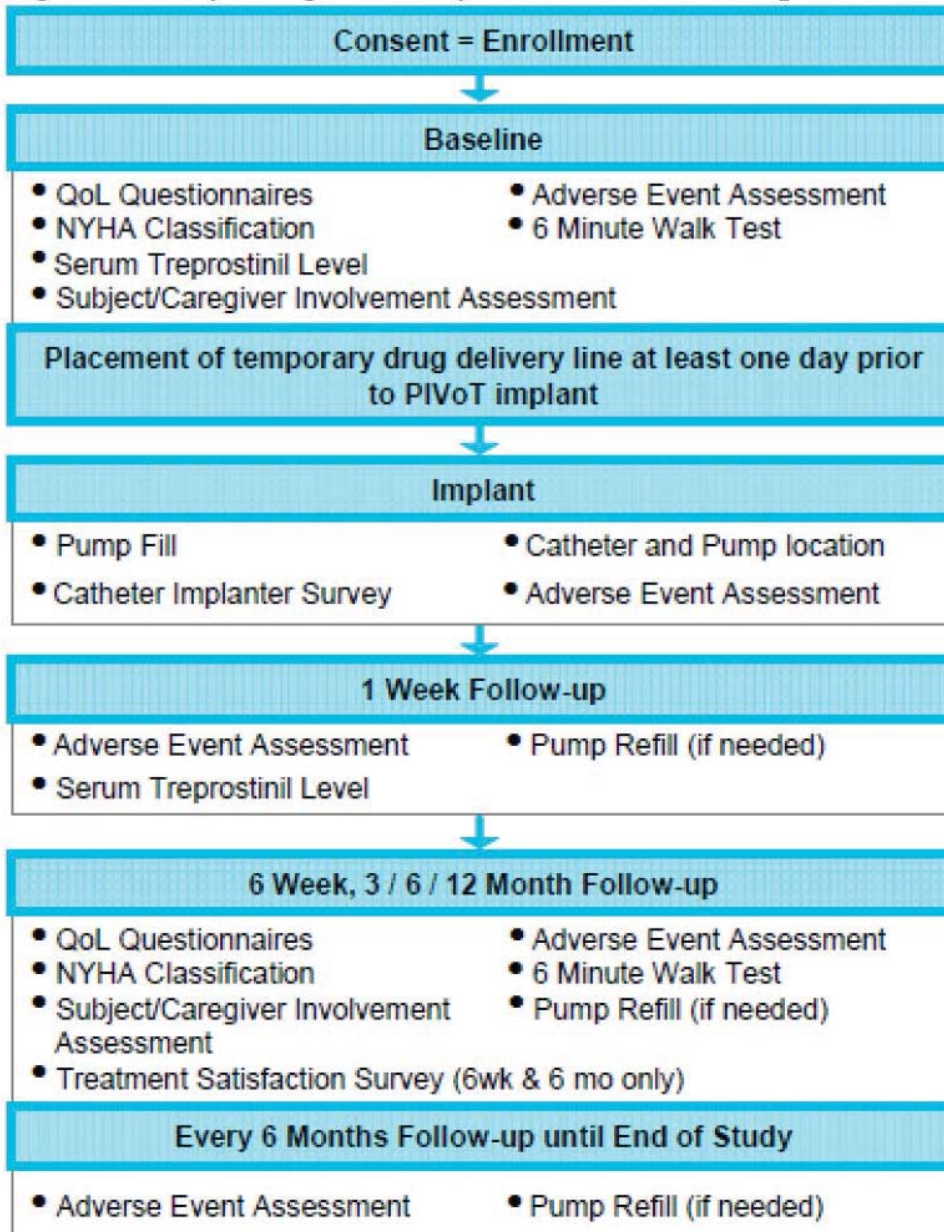 Consent = Enrollment
Baseline
• QoL Questionnaires
• Adverse Event Assessment
• NYHA Classification
• 6 Minute Walk Test
• Serum Treprostinil Level
• Subject/Caregiver Involvement Assessment
Placement of temporary drug delivery line at least one day prior
to PIVoT implant
Implant
• Pump Fill
• Catheter and Pump location
• Catheter Implanter Survey
• Adverse Event Assessment
1 Week Follow-up
• Adverse Event Assessment
• Pump Refill (if needed)
• Serum Treprostinil Level
6 Week, 3 / 6 / 12 Month Follow-up
• QoL Questionnaires
• Adverse Event Assessment
• NYHA Classification
• 6 Minute Walk Test
• Subject/Caregiver Involvement
Assessment
• Pump Refill (if needed)
• Treatment Satisfaction Survey (6wk & 6 mo only)
Every 6 Months Follow-up until End of Study
• Adverse Event Assessment
• Pump Refill (if needed)